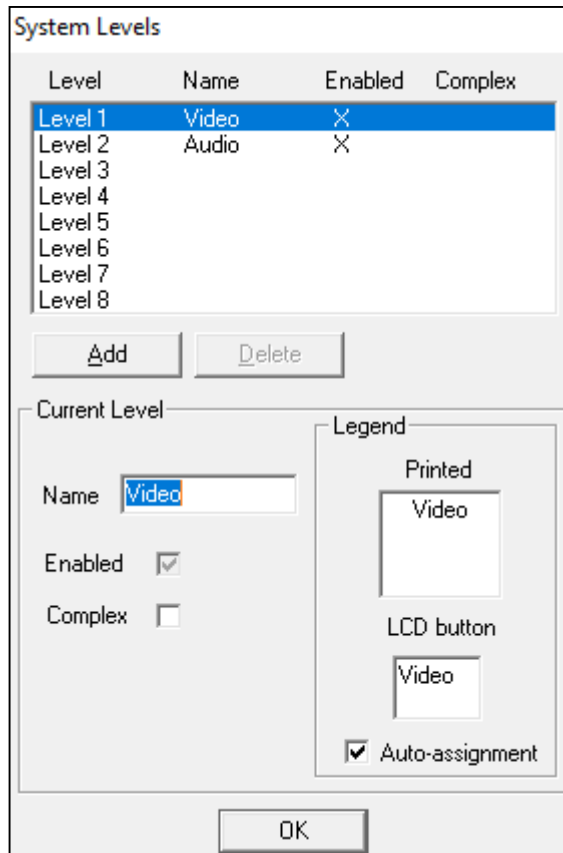 System Levels
Level Name Enabled Complex
Level 1 Video X
Level 2 Audio X
Level 3
Level 4
Level 5
Level 6
Level 7
Level 8
Add Delete
Current Level
Legend
Printed
Name Video
Video
Enabled
Complex
LCD button
Video
Auto-assignment
OK